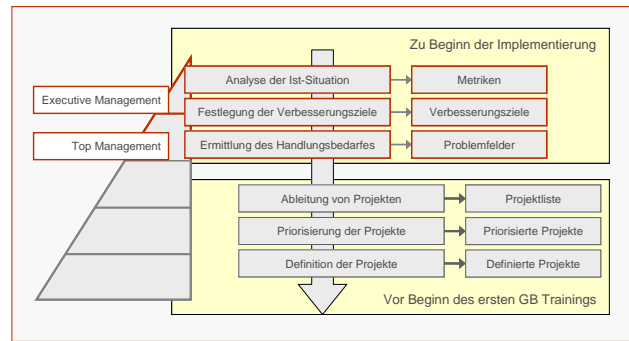 Zu Beginn der Implementierung
Analyse der Ist-Situation
Metriken
Executive Management
Festlegung der Verbesserungsziele
Verbesserungsziele
Top Management
Ermittlung des Handlungsbedarfes
Problemfelder
Ableitung von Projekten
Projektliste
Priorisierung der Projekte
Priorisierte Projekte
Definition der Projekte
Definierte Projekte
Vor Beginn des ersten GB Trainings